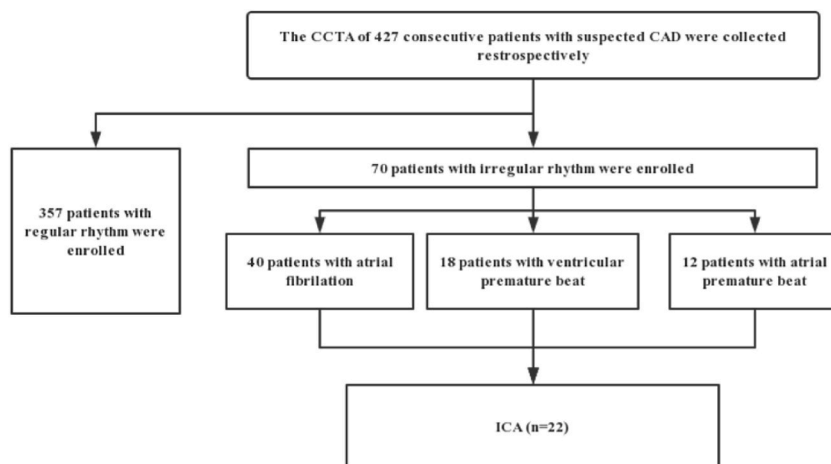 The CCTA of 427 consecutive patients with suspected CAD were collected
restrospectively
357 patients with
regular rhythm were
enrolled
70 patients with irregular rhythm were enrolled
40 patients with atrial
fibrilation
18 patients with ventricular
premature beat
12 patients with atrial
premature beat
ICA (n=22)